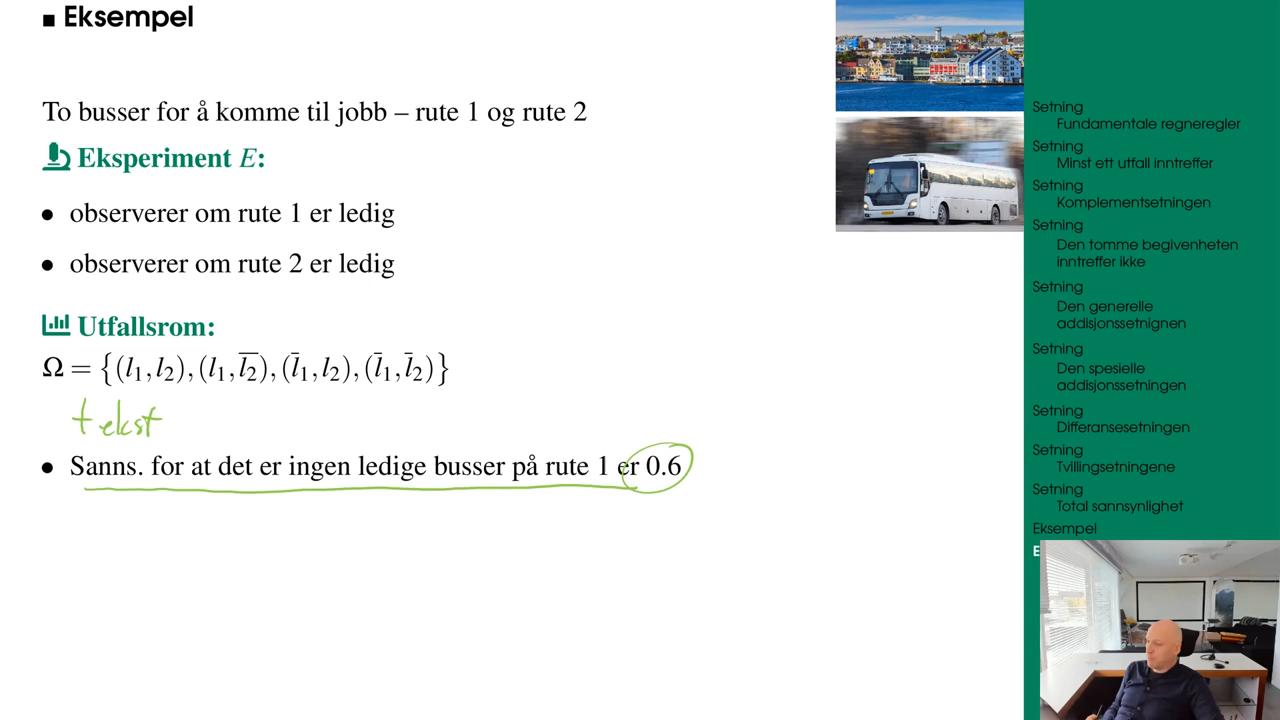 ■ Eksempel
To busser for å komme til jobb – rute 1 og rute 2
Eksperiment E:
• observerer om rute 1 er ledig
• observerer om rute 2 er ledig
Utfallsrom:
Ω = {(l₁, l₂), (l₁, l̅₂), (l̄₁, l₂), (l̄₁, l̄₂)}
tekst
• Sanns. for at det er ingen ledige busser på rute 1 er 0.6
Setning
Fundamentale regneregler
Setning
Minst ett utfall inntreffer
Setning
Komplementsetningen
Setning
Den tomme begivenheten
inntreffer ikke
Setning
Den generelle
addisjonssetnignen
Setning
Den spesielle
addisjonssetningen
Setning
Differansesetningen
Setning
Tvillingsetningene
Setning
Total sannsynlighet
Eksempel